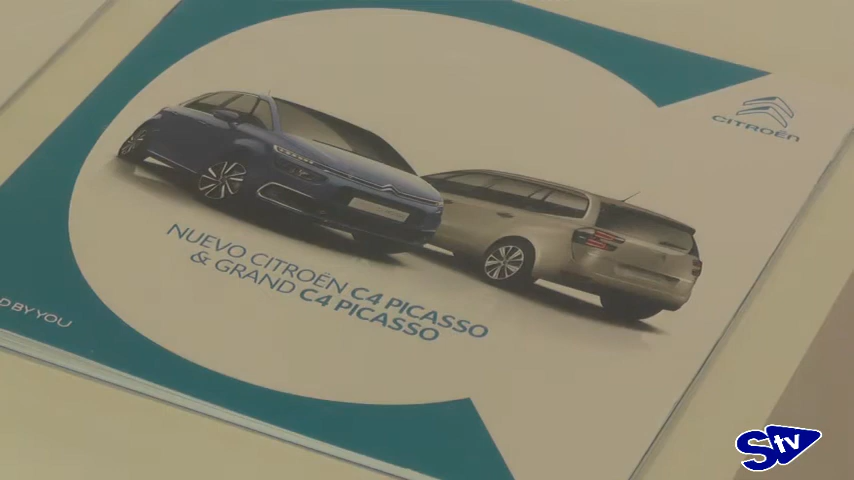 CITROËN
NUEVO CITROËN C4 PICASSO
& GRAND C4 PICASSO
D BY YOU
Stv